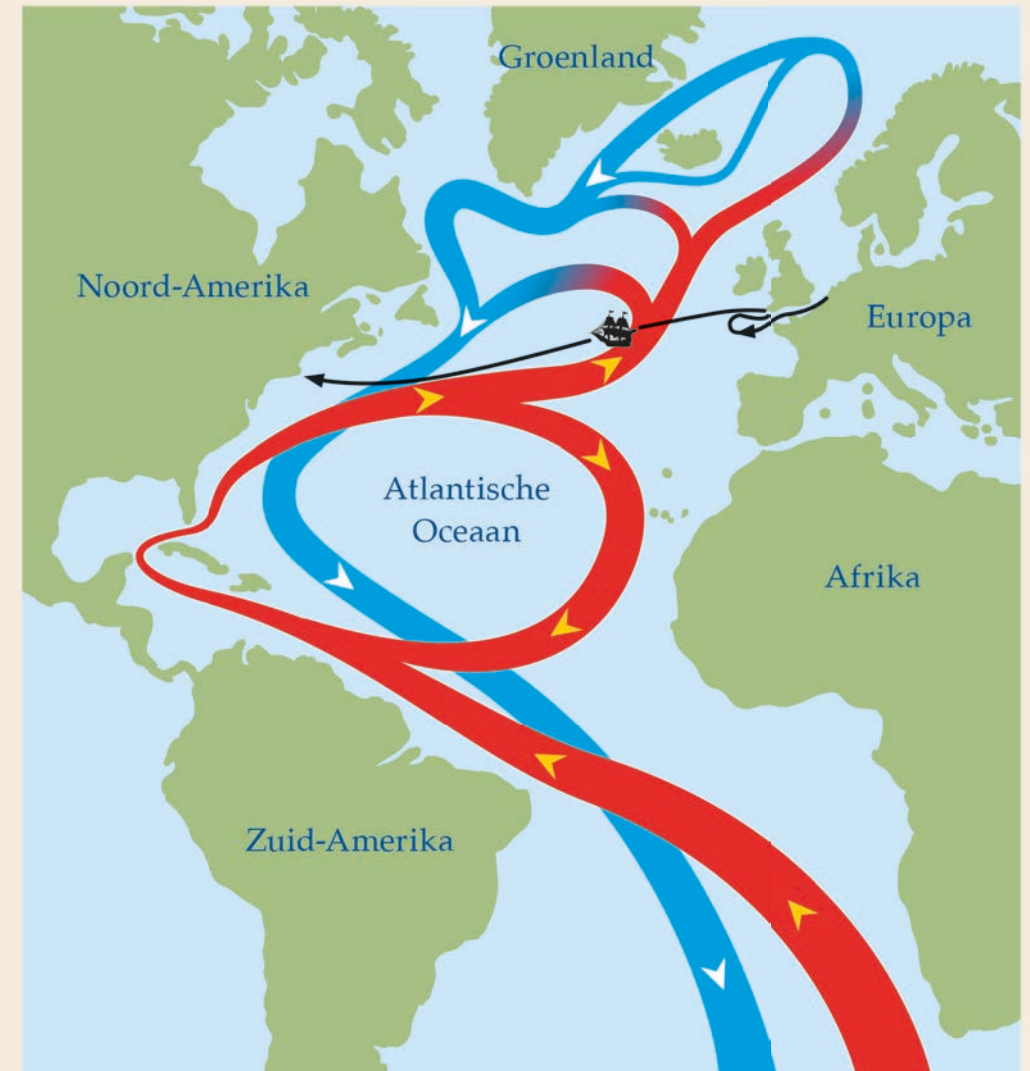 Groenland
Noord-Amerika
Europa
Atlantische
Oceaan
Afrika
Zuid-Amerika